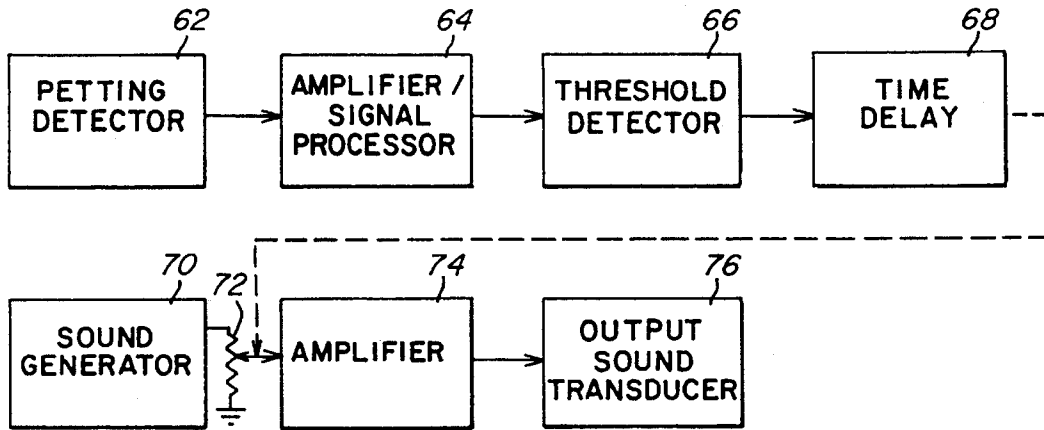 62
64
66
68
PETTING
DETECTOR
AMPLIFIER /
SIGNAL
PROCESSOR
THRESHOLD
DETECTOR
TIME
DELAY
70
72
74
76
SOUND
GENERATOR
AMPLIFIER
OUTPUT
SOUND
TRANSDUCER